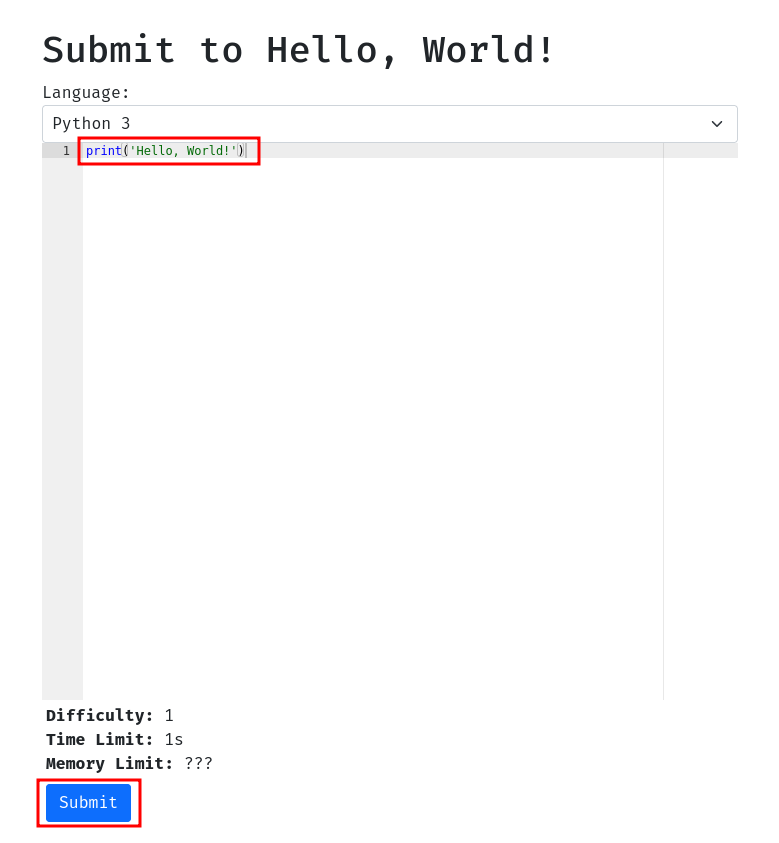 Submit to Hello, World!
Language:
Python 3
1 print('Hello, World!')
Difficulty: 1
Time Limit: 1s
Memory Limit: ???
Submit